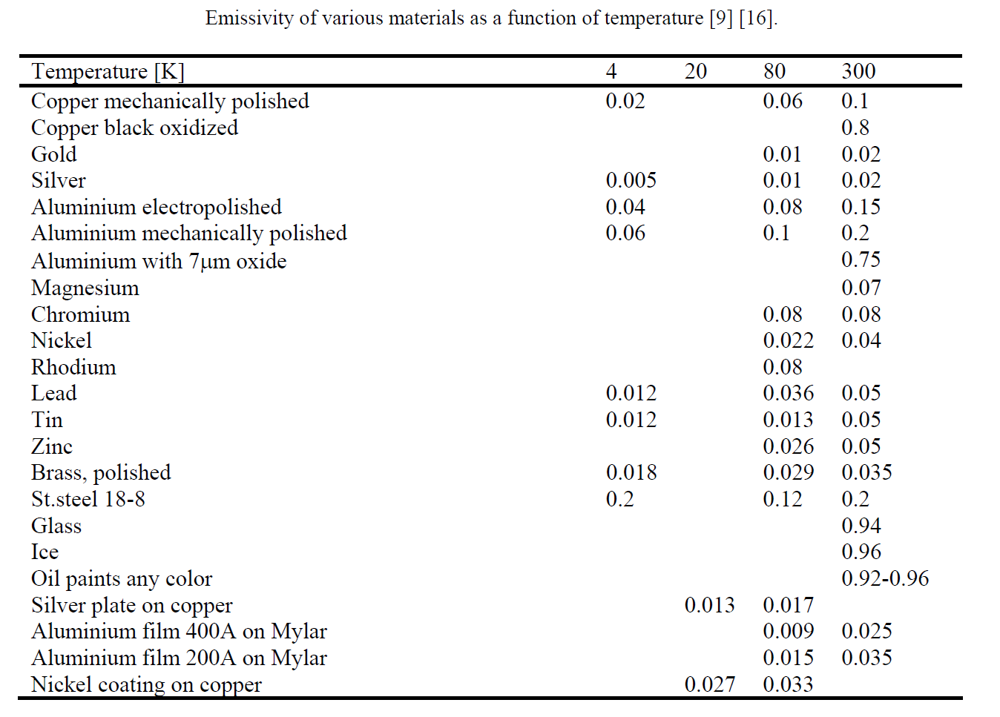 Emissivity of various materials as a function of temperature [9] [16].
Temperature [K] 4 20 80 300
Copper mechanically polished 0.02 0.06 0.1
Copper black oxidized 0.8
Gold 0.01 0.02
Silver 0.005 0.01 0.02
Aluminium electropolished 0.04 0.08 0.15
Aluminium mechanically polished 0.06 0.1 0.2
Aluminium with 7μm oxide 0.75
Magnesium 0.07
Chromium 0.08 0.08
Nickel 0.022 0.04
Rhodium 0.08
Lead 0.012 0.036 0.05
Tin 0.012 0.013 0.05
Zinc 0.026 0.05
Brass, polished 0.018 0.029 0.035
St.steel 18-8 0.2 0.12 0.2
Glass 0.94
Ice 0.96
Oil paints any color 0.92-0.96
Silver plate on copper 0.013 0.017
Aluminium film 400A on Mylar 0.009 0.025
Aluminium film 200A on Mylar 0.015 0.035
Nickel coating on copper 0.027 0.033